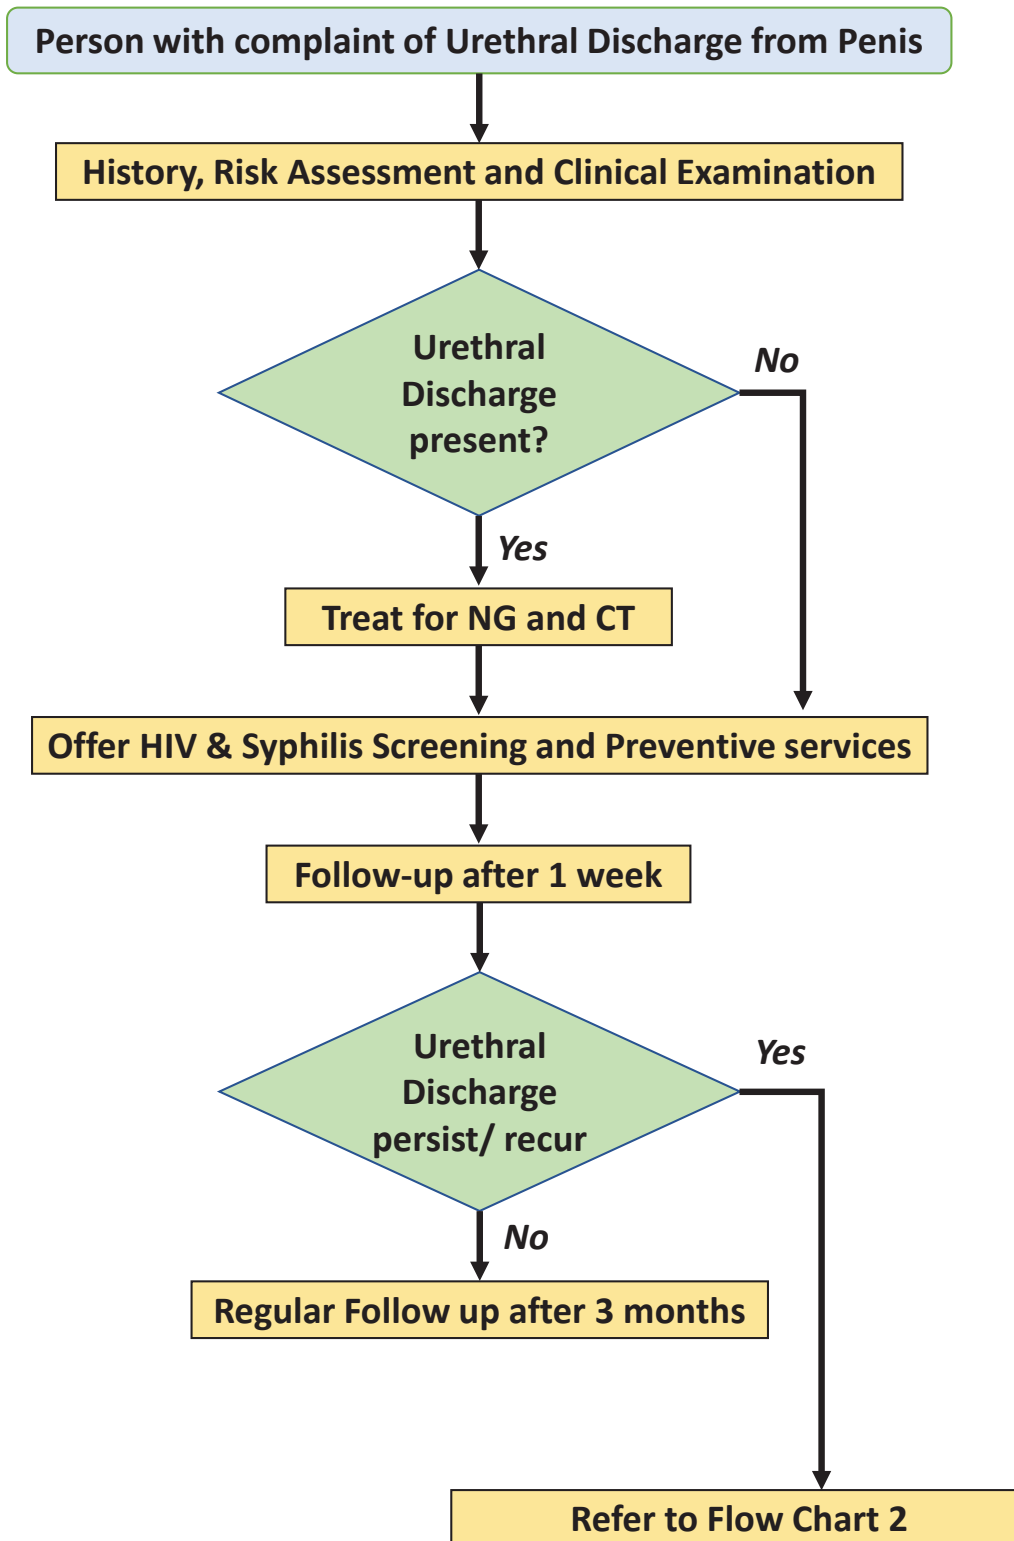 Person with complaint of Urethral Discharge from Penis
History, Risk Assessment and Clinical Examination
Urethral
Discharge
present?
No
Yes
Treat for NG and CT
Offer HIV & Syphilis Screening and Preventive services
Follow-up after 1 week
Urethral
Discharge
persist/ recur
Yes
No
Regular Follow up after 3 months
Refer to Flow Chart 2